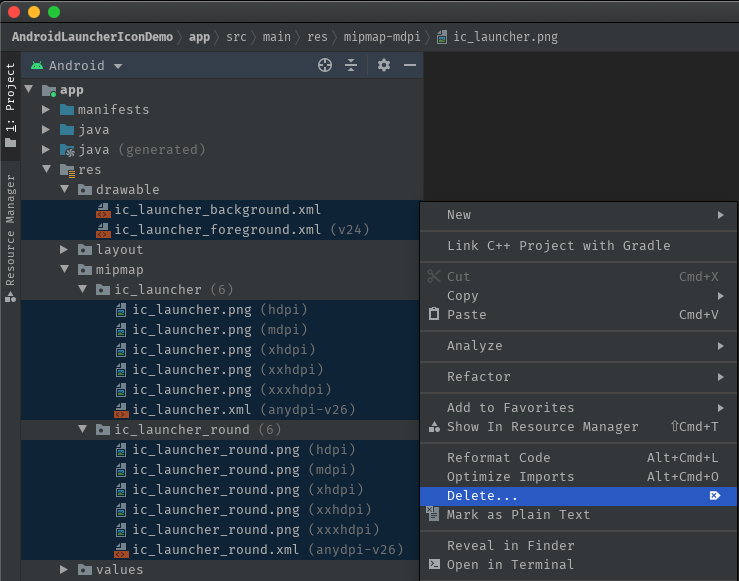 AndroidLauncherIconDemo app src main res mipmap-mdpi ic_launcher.png
1: Project
Resource Manager
Android
app
manifests
java
java (generated)
res
drawable
ic_launcher_background.xml
ic_launcher_foreground.xml (v24)
layout
mipmap
ic_launcher (6)
ic_launcher.png (hdpi)
ic_launcher.png (mdpi)
ic_launcher.png (xhdpi)
ic_launcher.png (xxhdpi)
ic_launcher.png (xxxhdpi)
ic_launcher.xml (anydpi-v26)
ic_launcher_round (6)
ic_launcher_round.png (hdpi)
ic_launcher_round.png (mdpi)
ic_launcher_round.png (xhdpi)
ic_launcher_round.png (xxhdpi)
ic_launcher_round.png (xxxhdpi)
ic_launcher_round.xml (anydpi-v26)
values
New
Link C++ Project with Gradle
Cut Cmd+X
Copy
Paste Cmd+V
Analyze
Refactor
Add to Favorites
Show In Resource Manager ⇧Cmd+T
Reformat Code Alt+Cmd+L
Optimize Imports Alt+Cmd+O
Delete...
Mark as Plain Text
Reveal in Finder
Open in Terminal